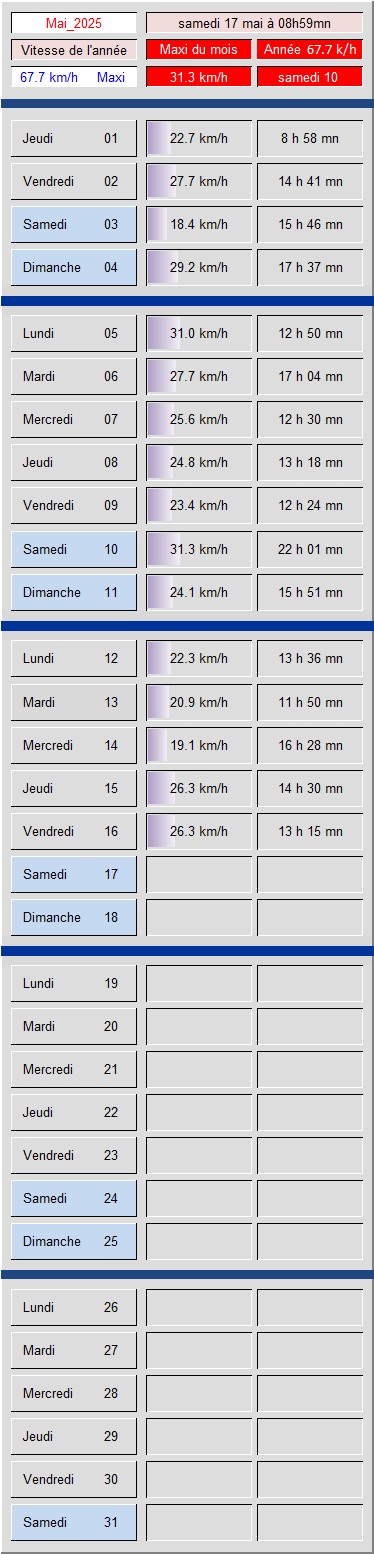 Mai_2025 samedi 17 mai à 08h59mn
Vitesse de l'année Maxi du mois Année 67.7 k/h
67.7 km/h Maxi 31.3 km/h samedi 10
Jeudi 01 22.7 km/h 8 h 58 mn
Vendredi 02 27.7 km/h 14 h 41 mn
Samedi 03 18.4 km/h 15 h 46 mn
Dimanche 04 29.2 km/h 17 h 37 mn
Lundi 05 31.0 km/h 12 h 50 mn
Mardi 06 27.7 km/h 17 h 04 mn
Mercredi 07 25.6 km/h 12 h 30 mn
Jeudi 08 24.8 km/h 13 h 18 mn
Vendredi 09 23.4 km/h 12 h 24 mn
Samedi 10 31.3 km/h 22 h 01 mn
Dimanche 11 24.1 km/h 15 h 51 mn
Lundi 12 22.3 km/h 13 h 36 mn
Mardi 13 20.9 km/h 11 h 50 mn
Mercredi 14 19.1 km/h 16 h 28 mn
Jeudi 15 26.3 km/h 14 h 30 mn
Vendredi 16 26.3 km/h 13 h 15 mn
Samedi 17
Dimanche 18
Lundi 19
Mardi 20
Mercredi 21
Jeudi 22
Vendredi 23
Samedi 24
Dimanche 25
Lundi 26
Mardi 27
Mercredi 28
Jeudi 29
Vendredi 30
Samedi 31